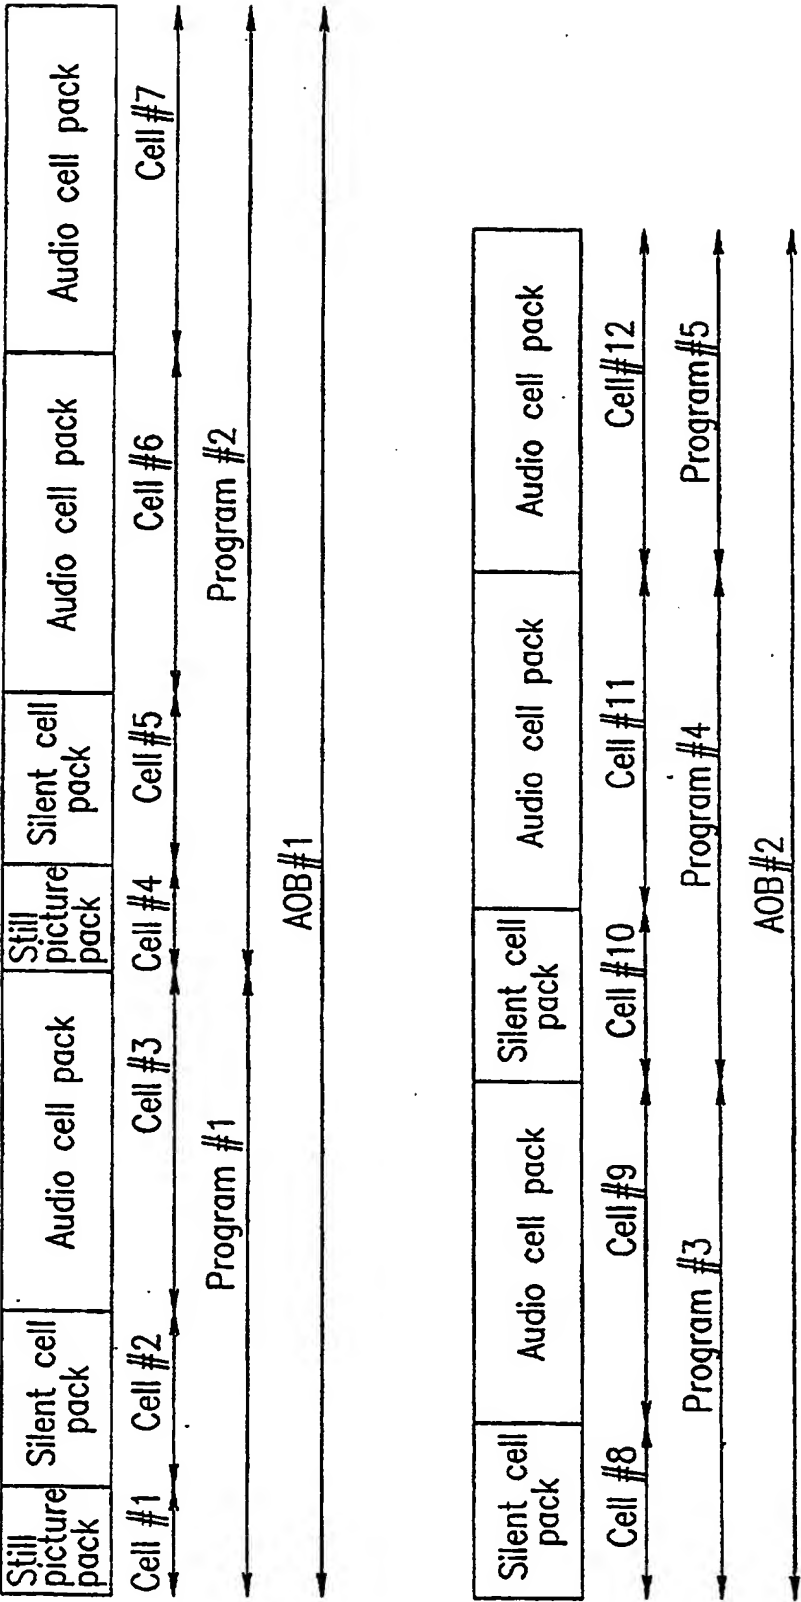 Still
picture
pack
Silent cell
pack
Audio cell pack
Still
picture
pack
Silent cell
pack
Audio cell pack
Audio cell pack
Cell #1
Cell #2
Cell #3
Cell #4
Cell #5
Cell #6
Cell #7
Program #1
Program #2
AOB#1
Silent cell
pack
Audio cell pack
Silent cell
pack
Audio cell pack
Audio cell pack
Cell #8
Cell #9
Cell #10
Cell #11
Cell#12
Program #3
Program#4
Program#5
AOB#2